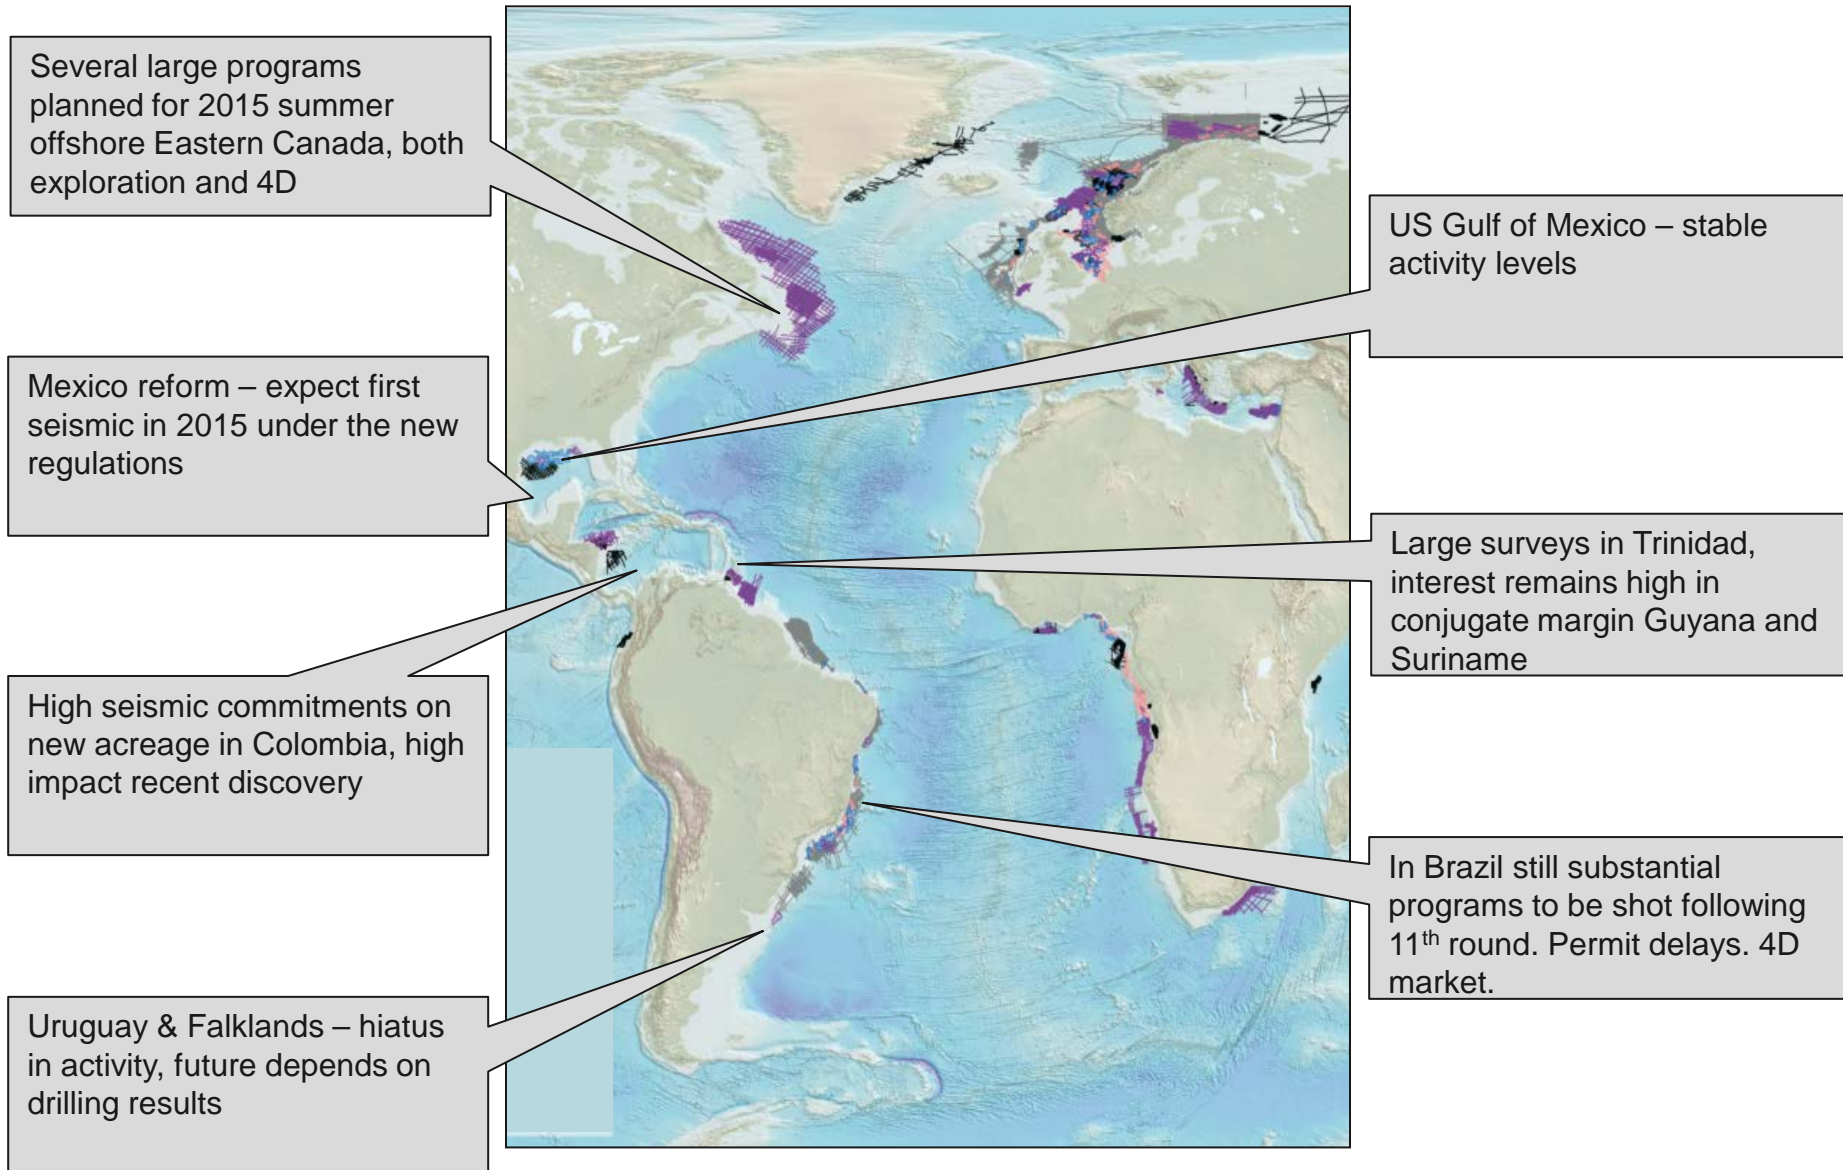 Several large programs
planned for 2015 summer
offshore Eastern Canada, both
exploration and 4D
Mexico reform – expect first
seismic in 2015 under the new
regulations
High seismic commitments on
new acreage in Colombia, high
impact recent discovery
Uruguay & Falklands – hiatus
in activity, future depends on
drilling results
US Gulf of Mexico – stable
activity levels
Large surveys in Trinidad,
interest remains high in
conjugate margin Guyana and
Suriname
In Brazil still substantial
programs to be shot following
11th round. Permit delays. 4D
market.